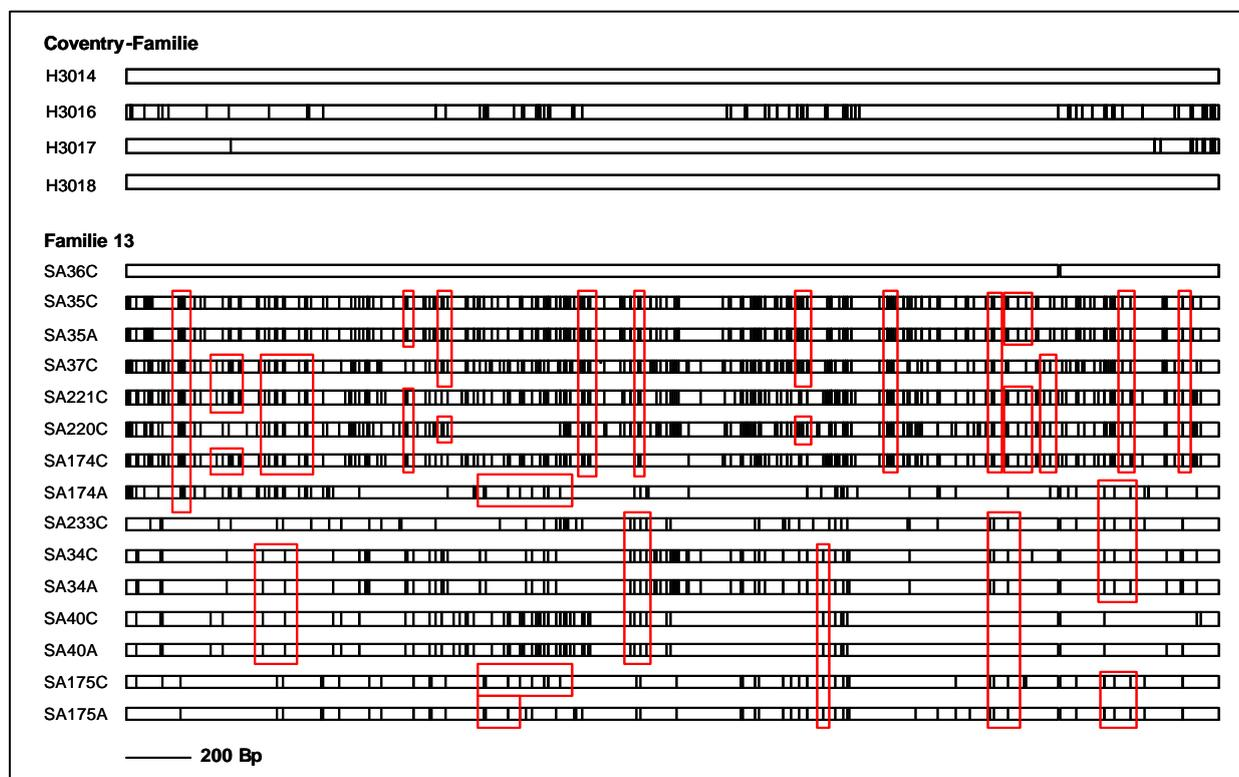 Coventry-Familie
H3014
H3016
H3017
H3018
Familie 13
SA36C
SA35C
SA35A
SA37C
SA221C
SA220C
SA174C
SA174A
SA233C
SA34C
SA34A
SA40C
SA40A
SA175C
SA175A
200 Bp